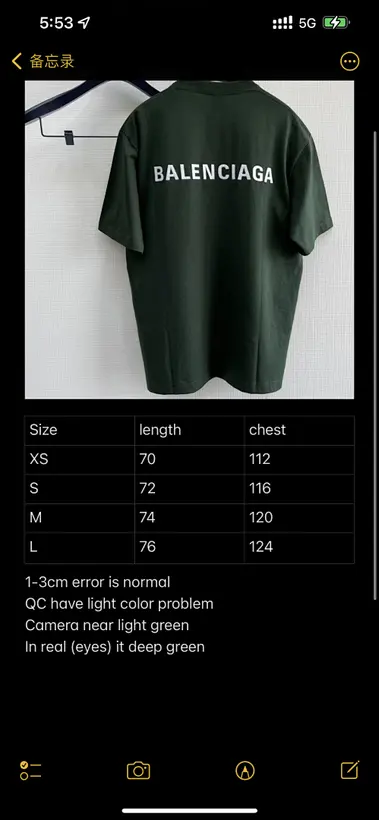 5:53
5G
备忘录
BALENCIAGA
Size length chest
XS 70 112
S 72 116
M 74 120
L 76 124
1-3cm error is normal
QC have light color problem
Camera near light green
In real (eyes) it deep green